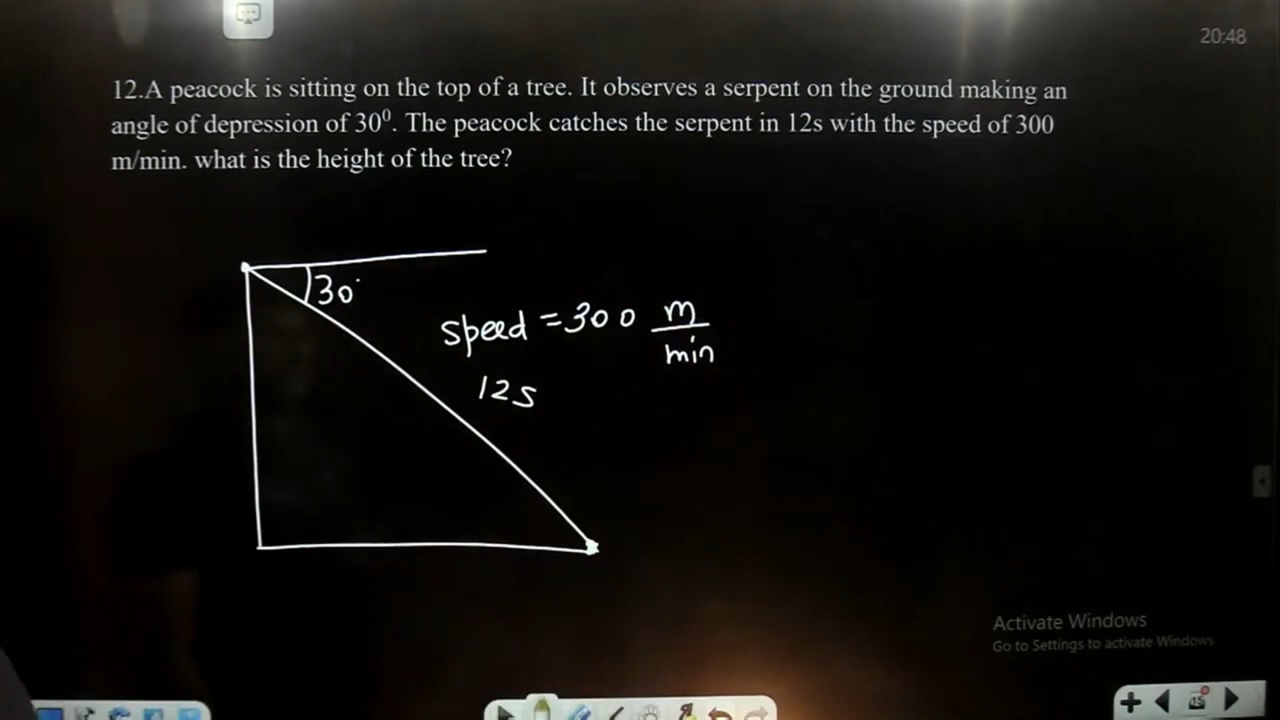 20:48
12.A peacock is sitting on the top of a tree. It observes a serpent on the ground making an
angle of depression of 30⁰. The peacock catches the serpent in 12s with the speed of 300
m/min. what is the height of the tree?
30°
speed = 300 m/min
12s
Activate Windows
Go to Settings to activate Windows.
15